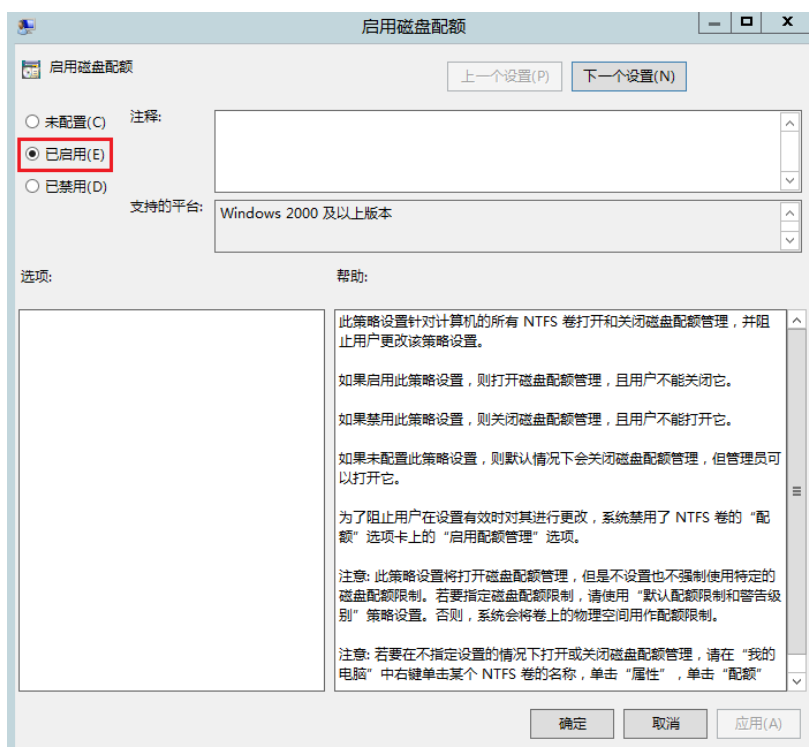 启用磁盘配额
启用磁盘配额
上一个设置(P)
下一个设置(N)
未配置(C)
注释:
已启用(E)
已禁用(D)
支持的平台:
Windows 2000 及以上版本
选项:
帮助:
此策略设置针对计算机的所有 NTFS 卷打开和关闭磁盘配额管理，并阻
止用户更改该策略设置。
如果启用此策略设置，则打开磁盘配额管理，且用户不能关闭它。
如果禁用此策略设置，则关闭磁盘配额管理，且用户不能打开它。
如果未配置此策略设置，则默认情况下会关闭磁盘配额管理，但管理员可
以打开它。
为了阻止用户在设置有效时对其进行更改，系统禁用了 NTFS 卷的“配
额”选项卡上的“启用配额管理”选项。
注意: 此策略设置将打开磁盘配额管理，但是不设置也不强制使用特定的
磁盘配额限制。若要指定磁盘配额限制，请使用“默认配额限制和警告级
别”策略设置。否则，系统会将卷上的物理空间用作配额限制。
注意: 若要在不指定设置的情况下打开或关闭磁盘配额管理，请在“我的
电脑”中右键单击某个 NTFS 卷的名称，单击“属性”，单击“配额”
确定
取消
应用(A)